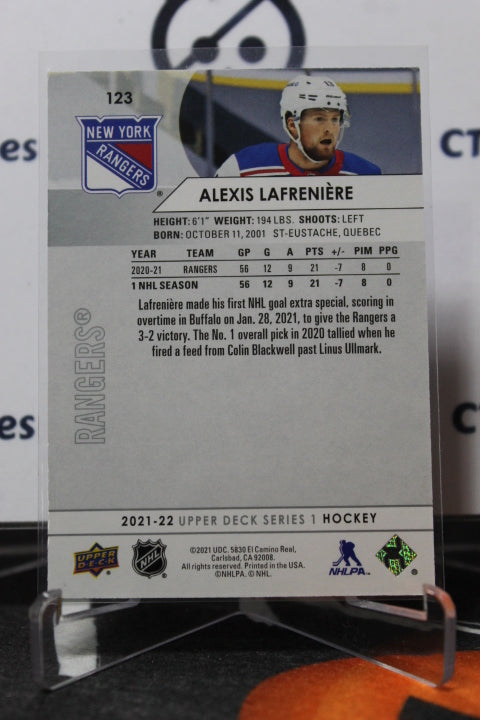 123
NEW YORK
RANGERS
®
ALEXIS LAFRENIÈRE
HEIGHT: 6'1" WEIGHT: 194 LBS. SHOOTS: LEFT
BORN: OCTOBER 11, 2001 ST-EUSTACHE, QUEBEC
YEAR TEAM GP G A PTS +/- PIM PPG
2020-21 RANGERS 56 12 9 21 -7 8 0
1 NHL SEASON 56 12 9 21 -7 8 0
Lafrenière made his first NHL goal extra special, scoring in
overtime in Buffalo on Jan. 28, 2021, to give the Rangers a
3-2 victory. The No. 1 overall pick in 2020 tallied when he
fired a feed from Colin Blackwell past Linus Ullmark.
RANGERS®
2021-22 UPPER DECK SERIES 1 HOCKEY
UPPER DECK
NHL
©2021 UDC. 5830 El Camino Real,
Carlsbad, CA 92008.
All rights reserved. Printed in the USA.
©NHLPA. © NHL.
NHLPA
®
es
CT
es